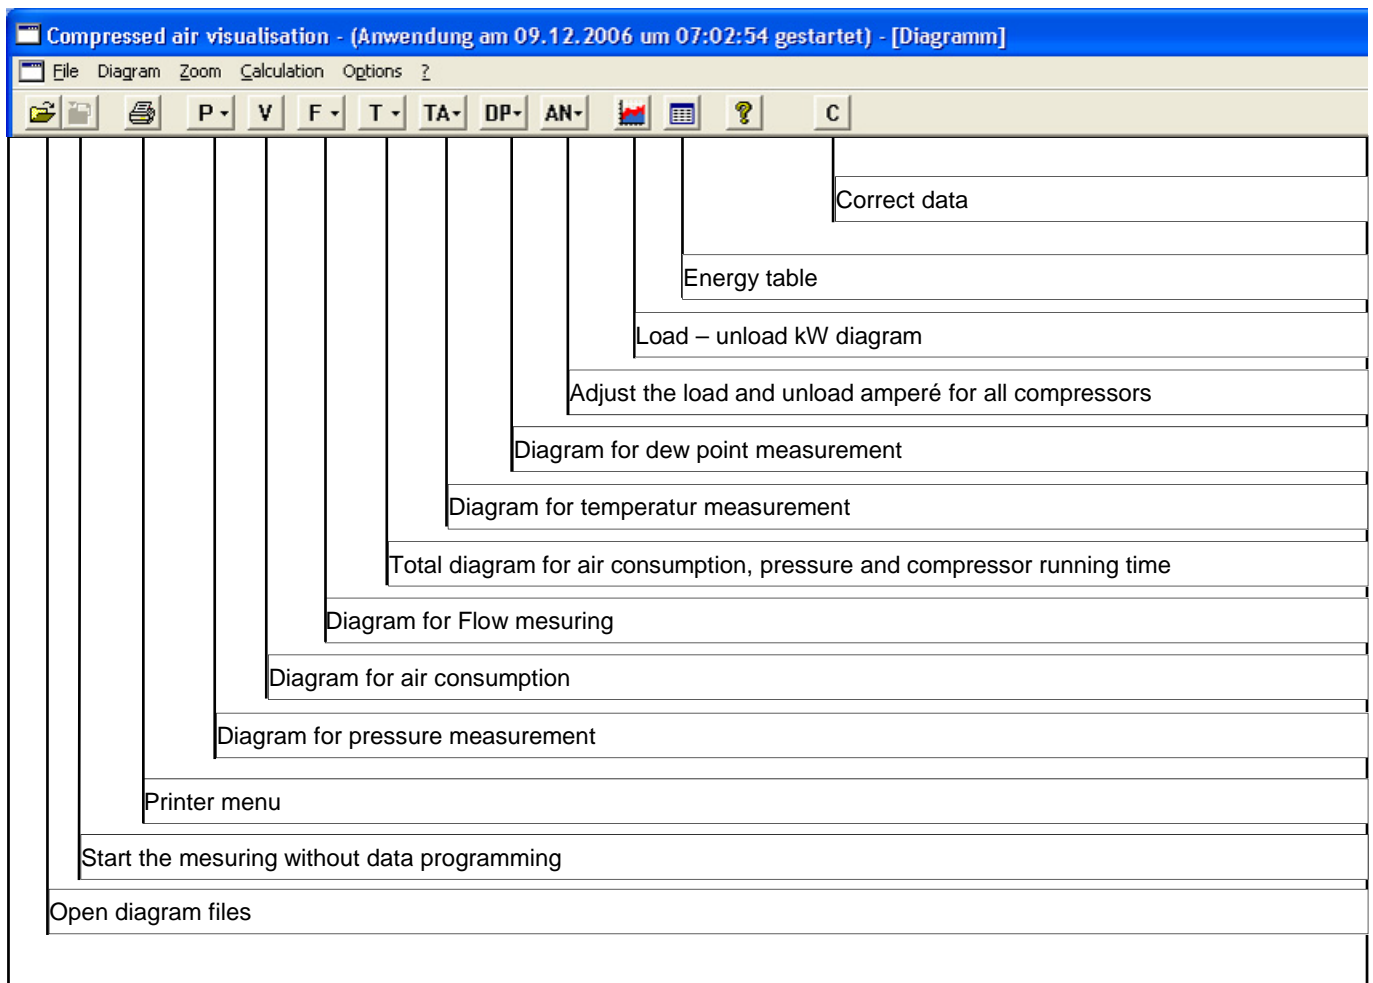 Compressed air visualisation - (Anwendung am 09.12.2006 um 07:02:54 gestartet) - [Diagramm]
File Diagram Zoom Calculation Options ?
P V F T TA DP AN C
Correct data
Energy table
Load – unload kW diagram
Adjust the load and unload amperé for all compressors
Diagram for dew point measurement
Diagram for temperatur measurement
Total diagram for air consumption, pressure and compressor running time
Diagram for Flow mesuring
Diagram for air consumption
Diagram for pressure measurement
Printer menu
Start the mesuring without data programming
Open diagram files